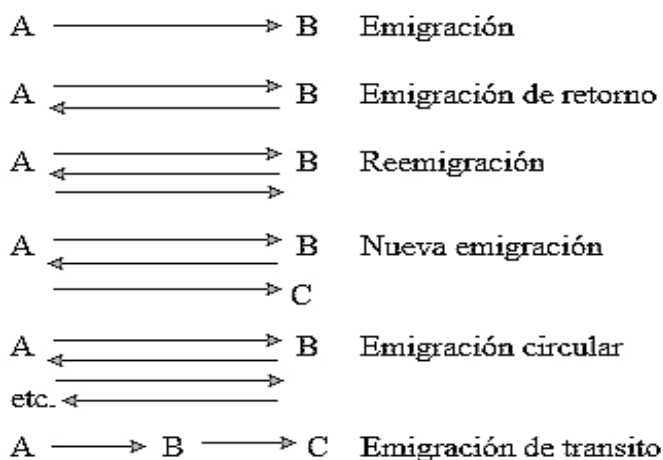 A B Emigración
A B Emigración de retorno
A B Reemigración
A B Nueva emigración
C
A B Emigración circular
etc.
A B C Emigración de transito